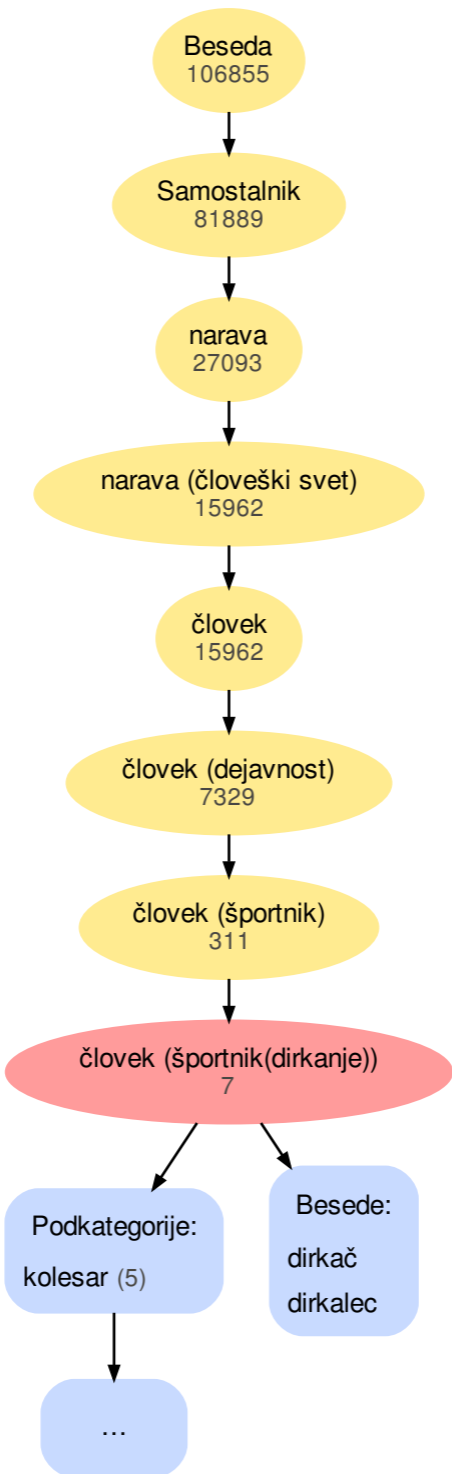 Beseda
106855
Samostalnik
81889
narava
27093
narava (človeški svet)
15962
človek
15962
človek (dejavnost)
7329
človek (športnik)
311
človek (športnik(dirkanje))
7
Podkategorije:
kolesar (5)
Besede:
dirkač
dirkalec
...